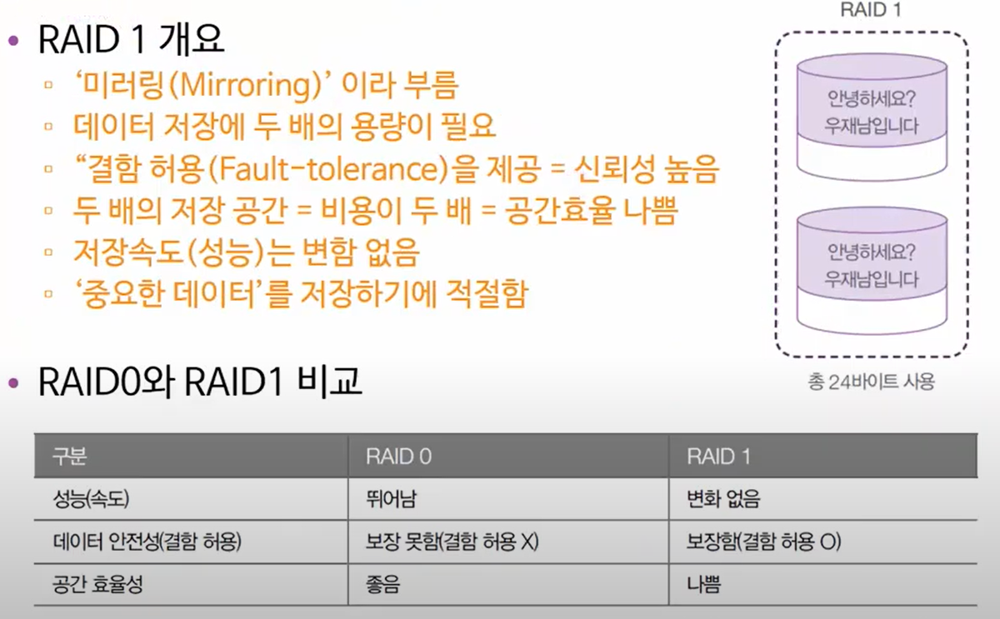 • RAID 1 개요
▫ ‘미러링(Mirroring)’ 이라 부름
▫ 데이터 저장에 두 배의 용량이 필요
▫ “결함 허용(Fault-tolerance)을 제공 = 신뢰성 높음
▫ 두 배의 저장 공간 = 비용이 두 배 = 공간효율 나쁨
▫ 저장속도(성능)는 변함 없음
▫ ‘중요한 데이터’를 저장하기에 적절함
RAID 1
안녕하세요?
우재남입니다
안녕하세요?
우재남입니다
총 24바이트 사용
• RAID0와 RAID1 비교
구분 RAID 0 RAID 1
성능(속도) 뛰어남 변화 없음
데이터 안전성(결함 허용) 보장 못함(결함 허용 X) 보장함(결함 허용 O)
공간 효율성 좋음 나쁨